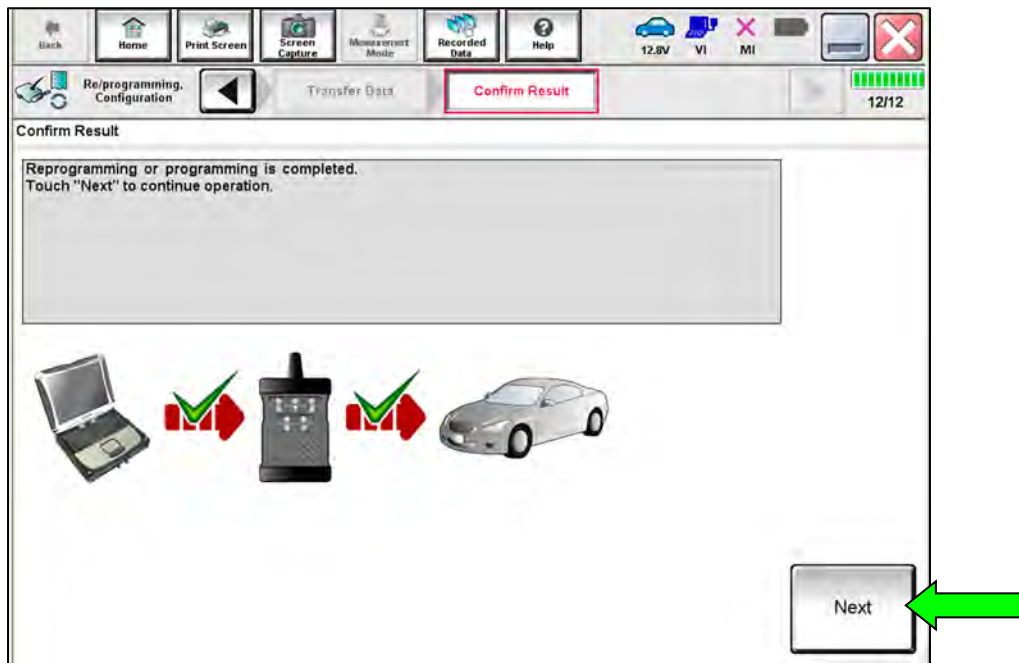 Back
Home
Print Screen
Screen
Capture
Measurement
Mode
Recorded
Data
Help
12.8V
VI
MI
Re/programming,
Configuration
Transfer Data
Confirm Result
12/12
Confirm Result
Reprogramming or programming is completed.
Touch "Next" to continue operation.
Next